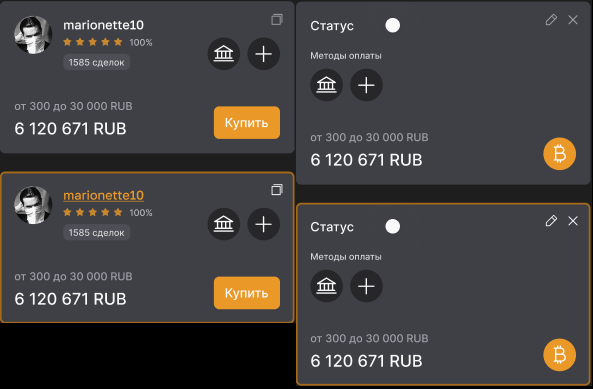 marionette10
100%
1585 сделок
от 300 до 30 000 RUB
6 120 671 RUB
Купить
Статус
Методы оплаты
от 300 до 30 000 RUB
6 120 671 RUB
marionette10
100%
1585 сделок
от 300 до 30 000 RUB
6 120 671 RUB
Купить
Статус
Методы оплаты
от 300 до 30 000 RUB
6 120 671 RUB